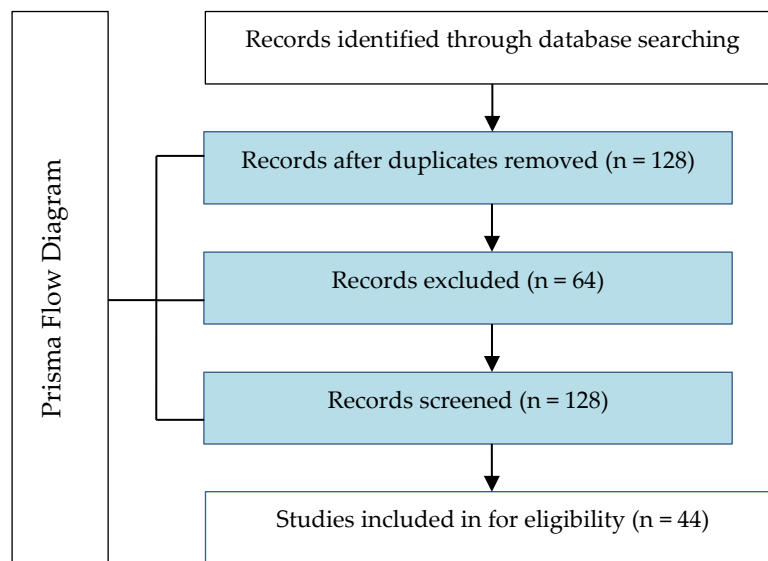 Prisma Flow Diagram
Records identified through database searching
Records after duplicates removed (n = 128)
Records excluded (n = 64)
Records screened (n = 128)
Studies included in for eligibility (n = 44)